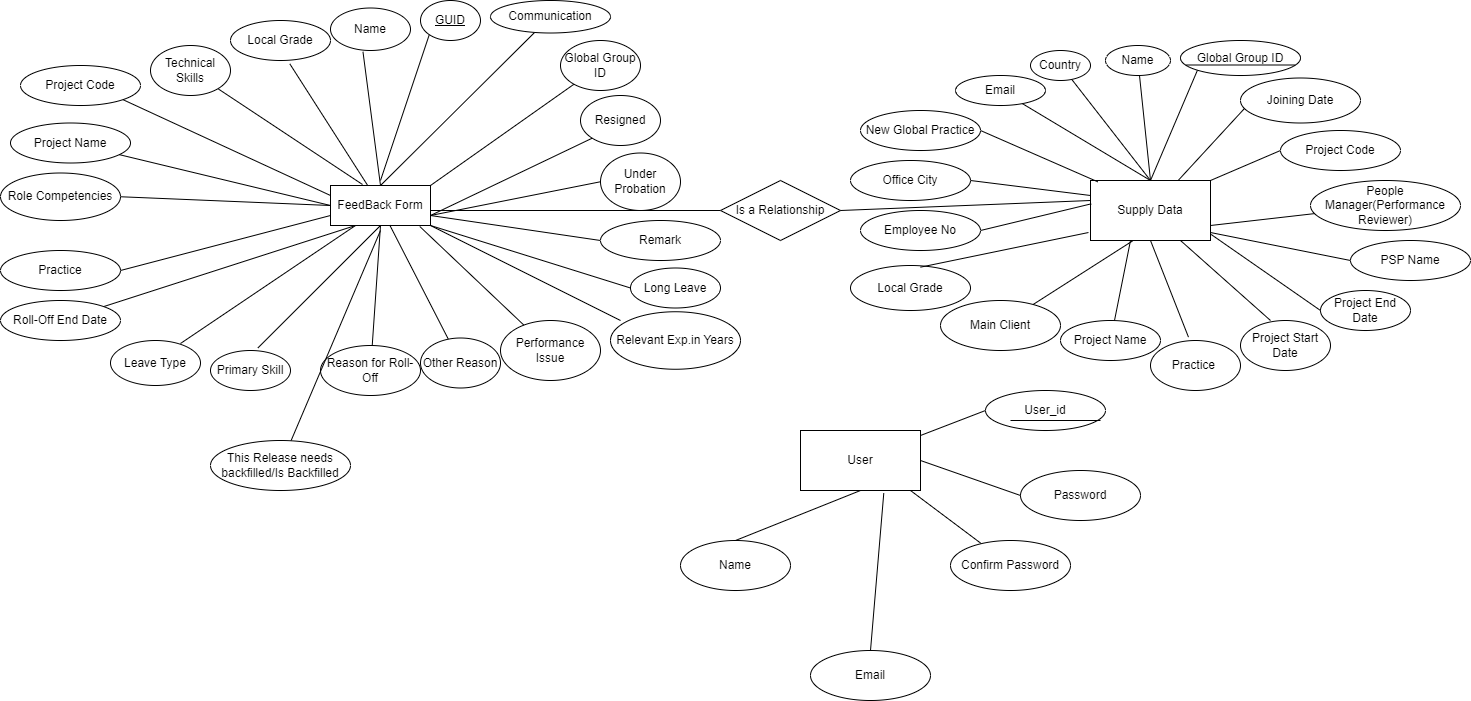 Communication
GUID
Name
Local Grade
Technical
Skills
Project Code
Project Name
Role Competencies
Global Group
ID
Resigned
Under
Probation
FeedBack Form
Remark
Practice
Long Leave
Roll-Off End Date
Relevant Exp.in Years
Leave Type
Primary Skill
Reason for Roll-
Off
Other Reason
Performance
Issue
This Release needs
backfilled/Is Backfilled
Is a Relationship
Name
Global Group ID
Country
Email
Joining Date
New Global Practice
Project Code
Office City
People
Manager(Performance
Reviewer)
Supply Data
Employee No
PSP Name
Local Grade
Project End
Date
Main Client
Project Name
Project Start
Date
Practice
User_id
User
Password
Name
Confirm Password
Email